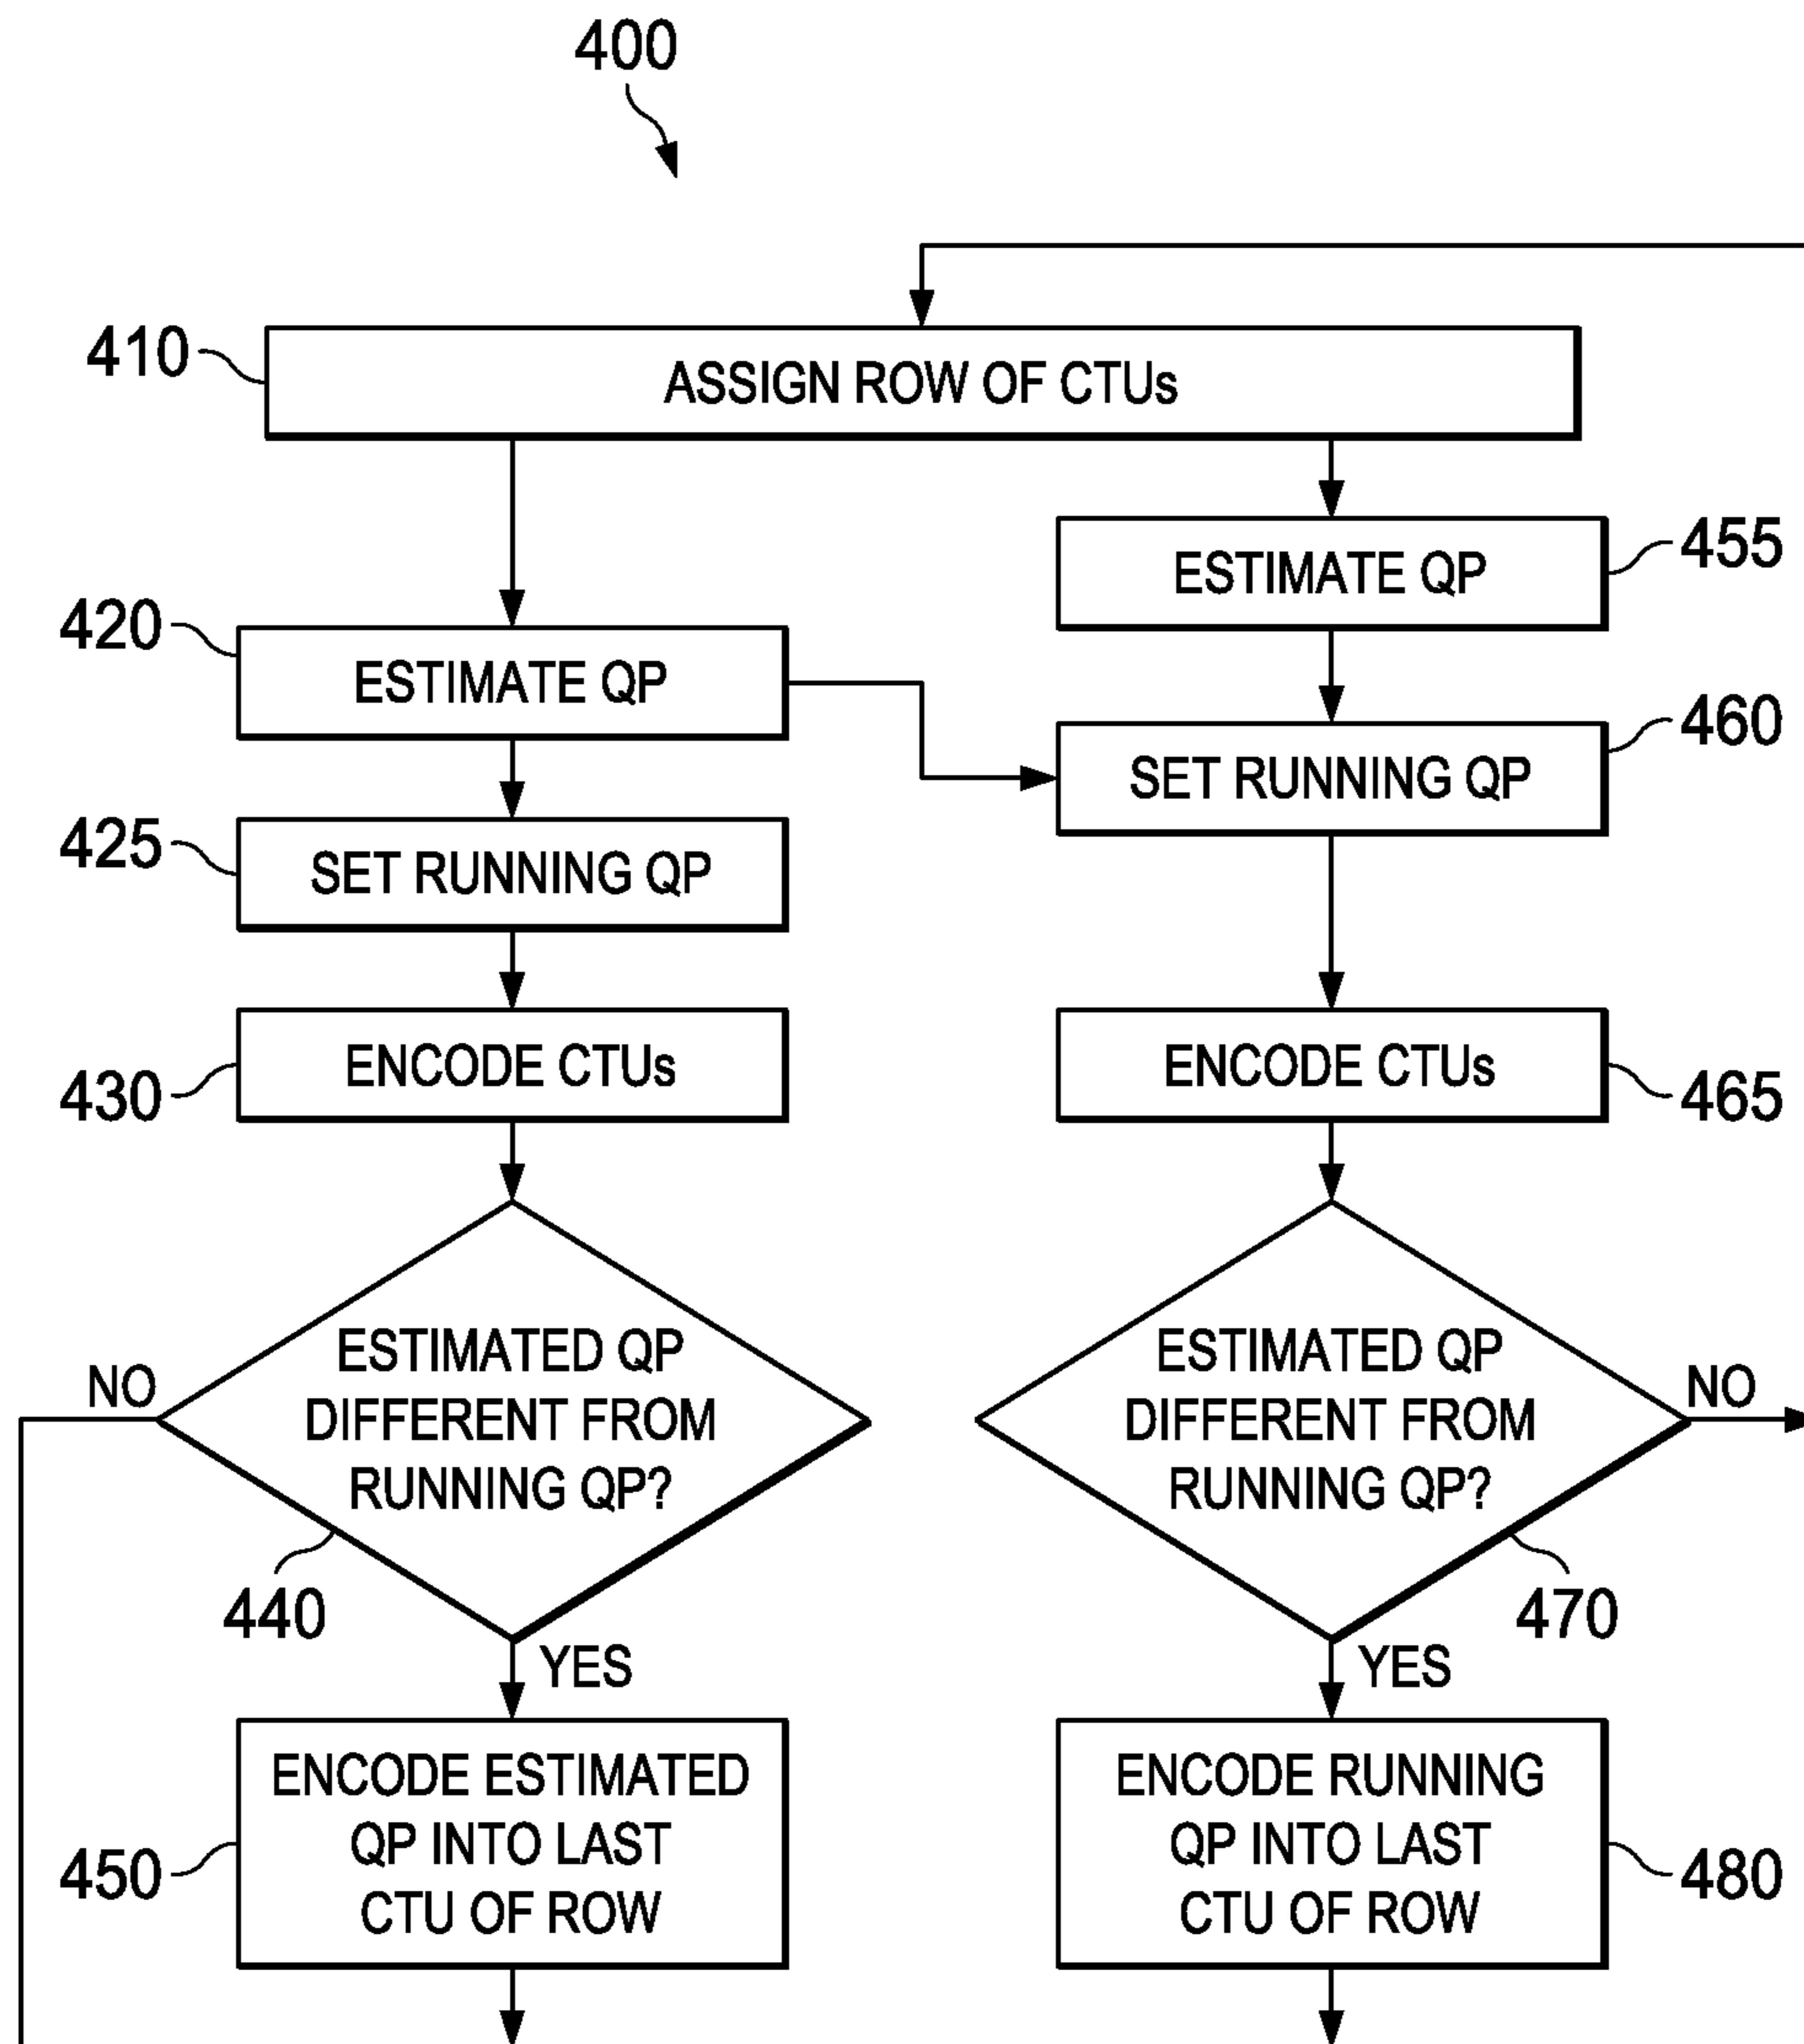 400
410
ASSIGN ROW OF CTUs
ESTIMATE QP
455
420
ESTIMATE QP
460
SET RUNNING QP
425
SET RUNNING QP
430
ENCODE CTUs
ENCODE CTUs
465
NO
ESTIMATED QP
DIFFERENT FROM
RUNNING QP?
440
YES
ESTIMATED QP
DIFFERENT FROM
RUNNING QP?
NO
470
YES
450
ENCODE ESTIMATED
QP INTO LAST
CTU OF ROW
ENCODE RUNNING
QP INTO LAST
CTU OF ROW
480